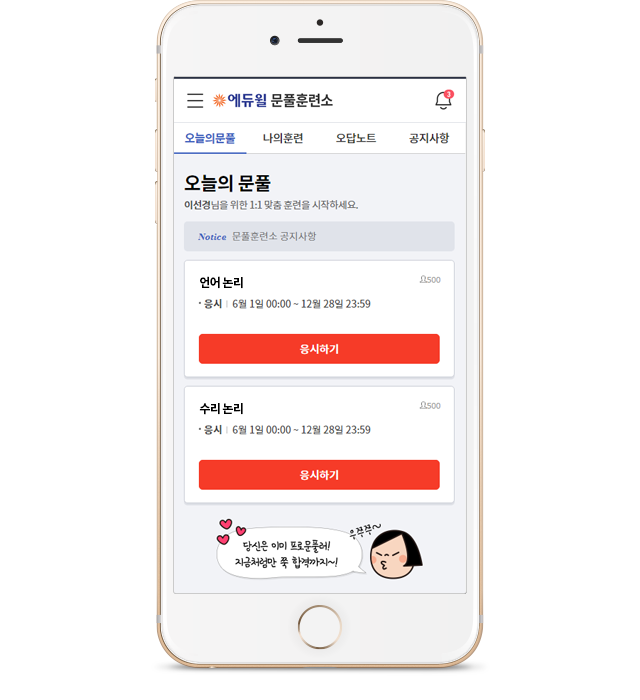 에듀윌 문풀훈련소
3
오늘의문풀 나의훈련 오답노트 공지사항
오늘의 문풀
이선경님을 위한 1:1 맞춤 훈련을 시작하세요.
Notice 문풀훈련소 공지사항
언어 논리
500
· 응시 | 6월 1일 00:00 ~ 12월 28일 23:59
응시하기
수리 논리
500
· 응시 | 6월 1일 00:00 ~ 12월 28일 23:59
응시하기
우쭈쭈~
당신은 이미 프로문풀러!
지금처럼만 쭉 합격까지~!